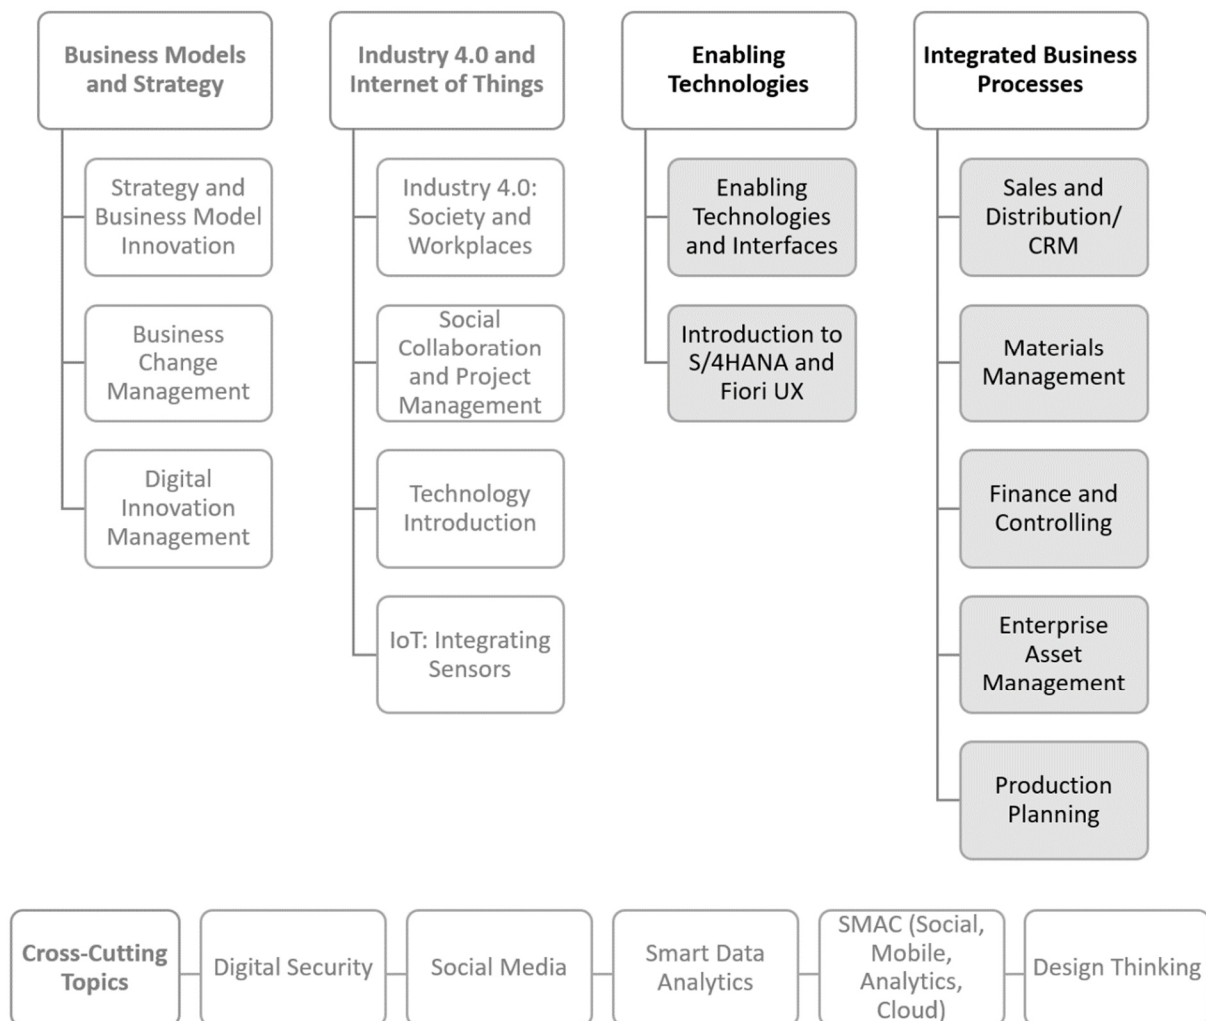 Business Models
and Strategy
Strategy and
Business Model
Innovation
Business
Change
Management
Digital
Innovation
Management
Industry 4.0 and
Internet of Things
Industry 4.0:
Society and
Workplaces
Social
Collaboration
and Project
Management
Technology
Introduction
IoT: Integrating
Sensors
Enabling
Technologies
Enabling
Technologies
and Interfaces
Introduction to
S/4HANA and
Fiori UX
Integrated Business
Processes
Sales and
Distribution/
CRM
Materials
Management
Finance and
Controlling
Enterprise
Asset
Management
Production
Planning
Cross-Cutting
Topics
Digital Security
Social Media
Smart Data
Analytics
SMAC (Social,
Mobile,
Analytics,
Cloud)
Design Thinking